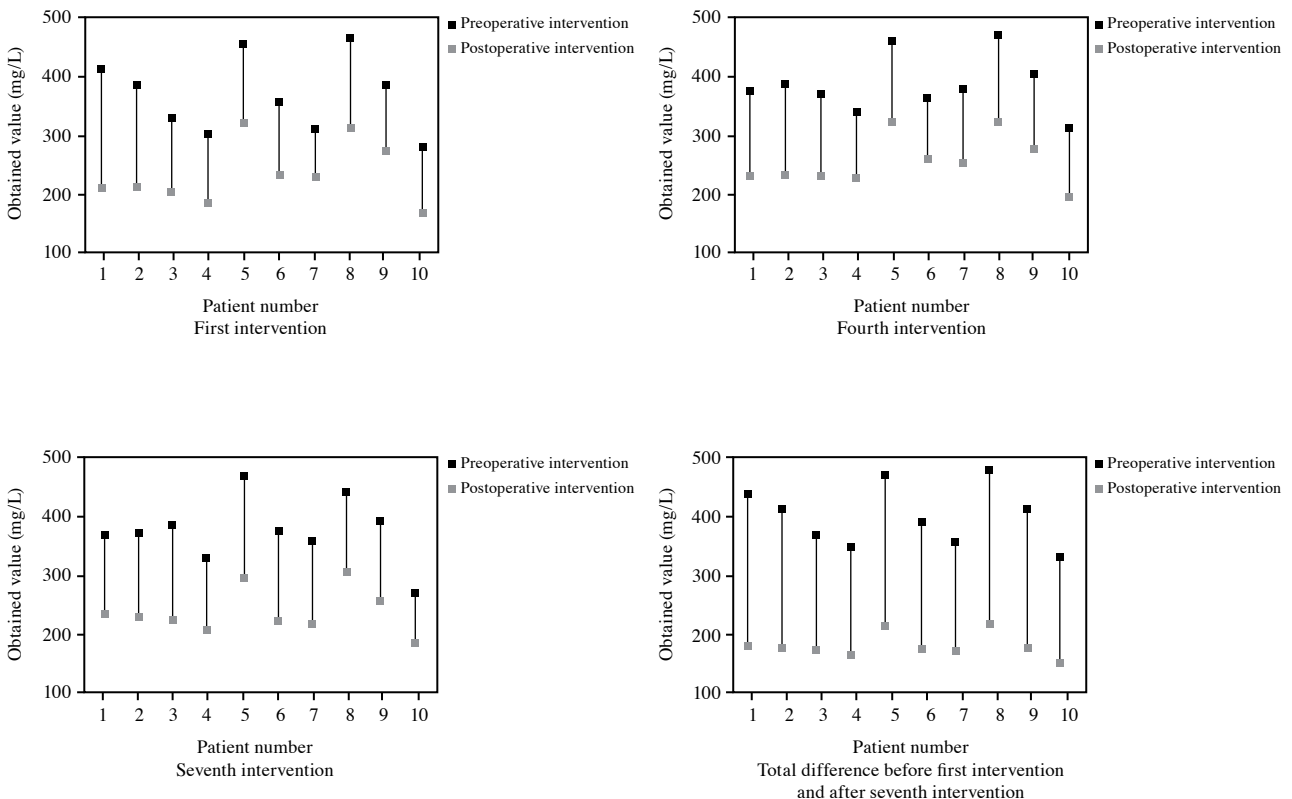 500
400
300
200
100
Obtained value (mg/L)
1 2 3 4 5 6 7 8 9 10
Patient number
First intervention
Preoperative intervention
Postoperative intervention
500
400
300
200
100
Obtained value (mg/L)
1 2 3 4 5 6 7 8 9 10
Patient number
Fourth intervention
Preoperative intervention
Postoperative intervention
500
400
300
200
100
Obtained value (mg/L)
1 2 3 4 5 6 7 8 9 10
Patient number
Seventh intervention
Preoperative intervention
Postoperative intervention
500
400
300
200
100
Obtained value (mg/L)
1 2 3 4 5 6 7 8 9 10
Patient number
Total difference before first intervention
and after seventh intervention
Preoperative intervention
Postoperative intervention